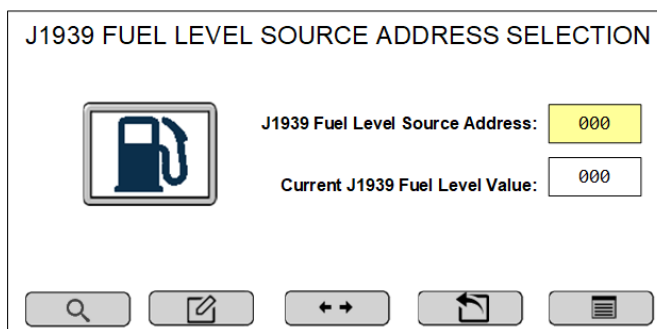 J1939 FUEL LEVEL SOURCE ADDRESS SELECTION
J1939 Fuel Level Source Address: 000
Current J1939 Fuel Level Value: 000